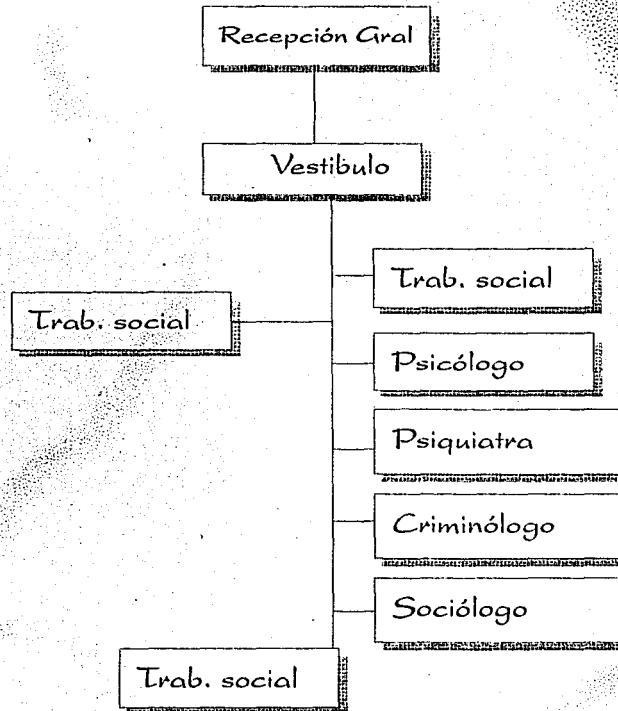 Recepción Gral
Vestibulo
Trab. social
Trab. social
Psicólogo
Psiquiatra
Criminólogo
Sociólogo
Trab. social